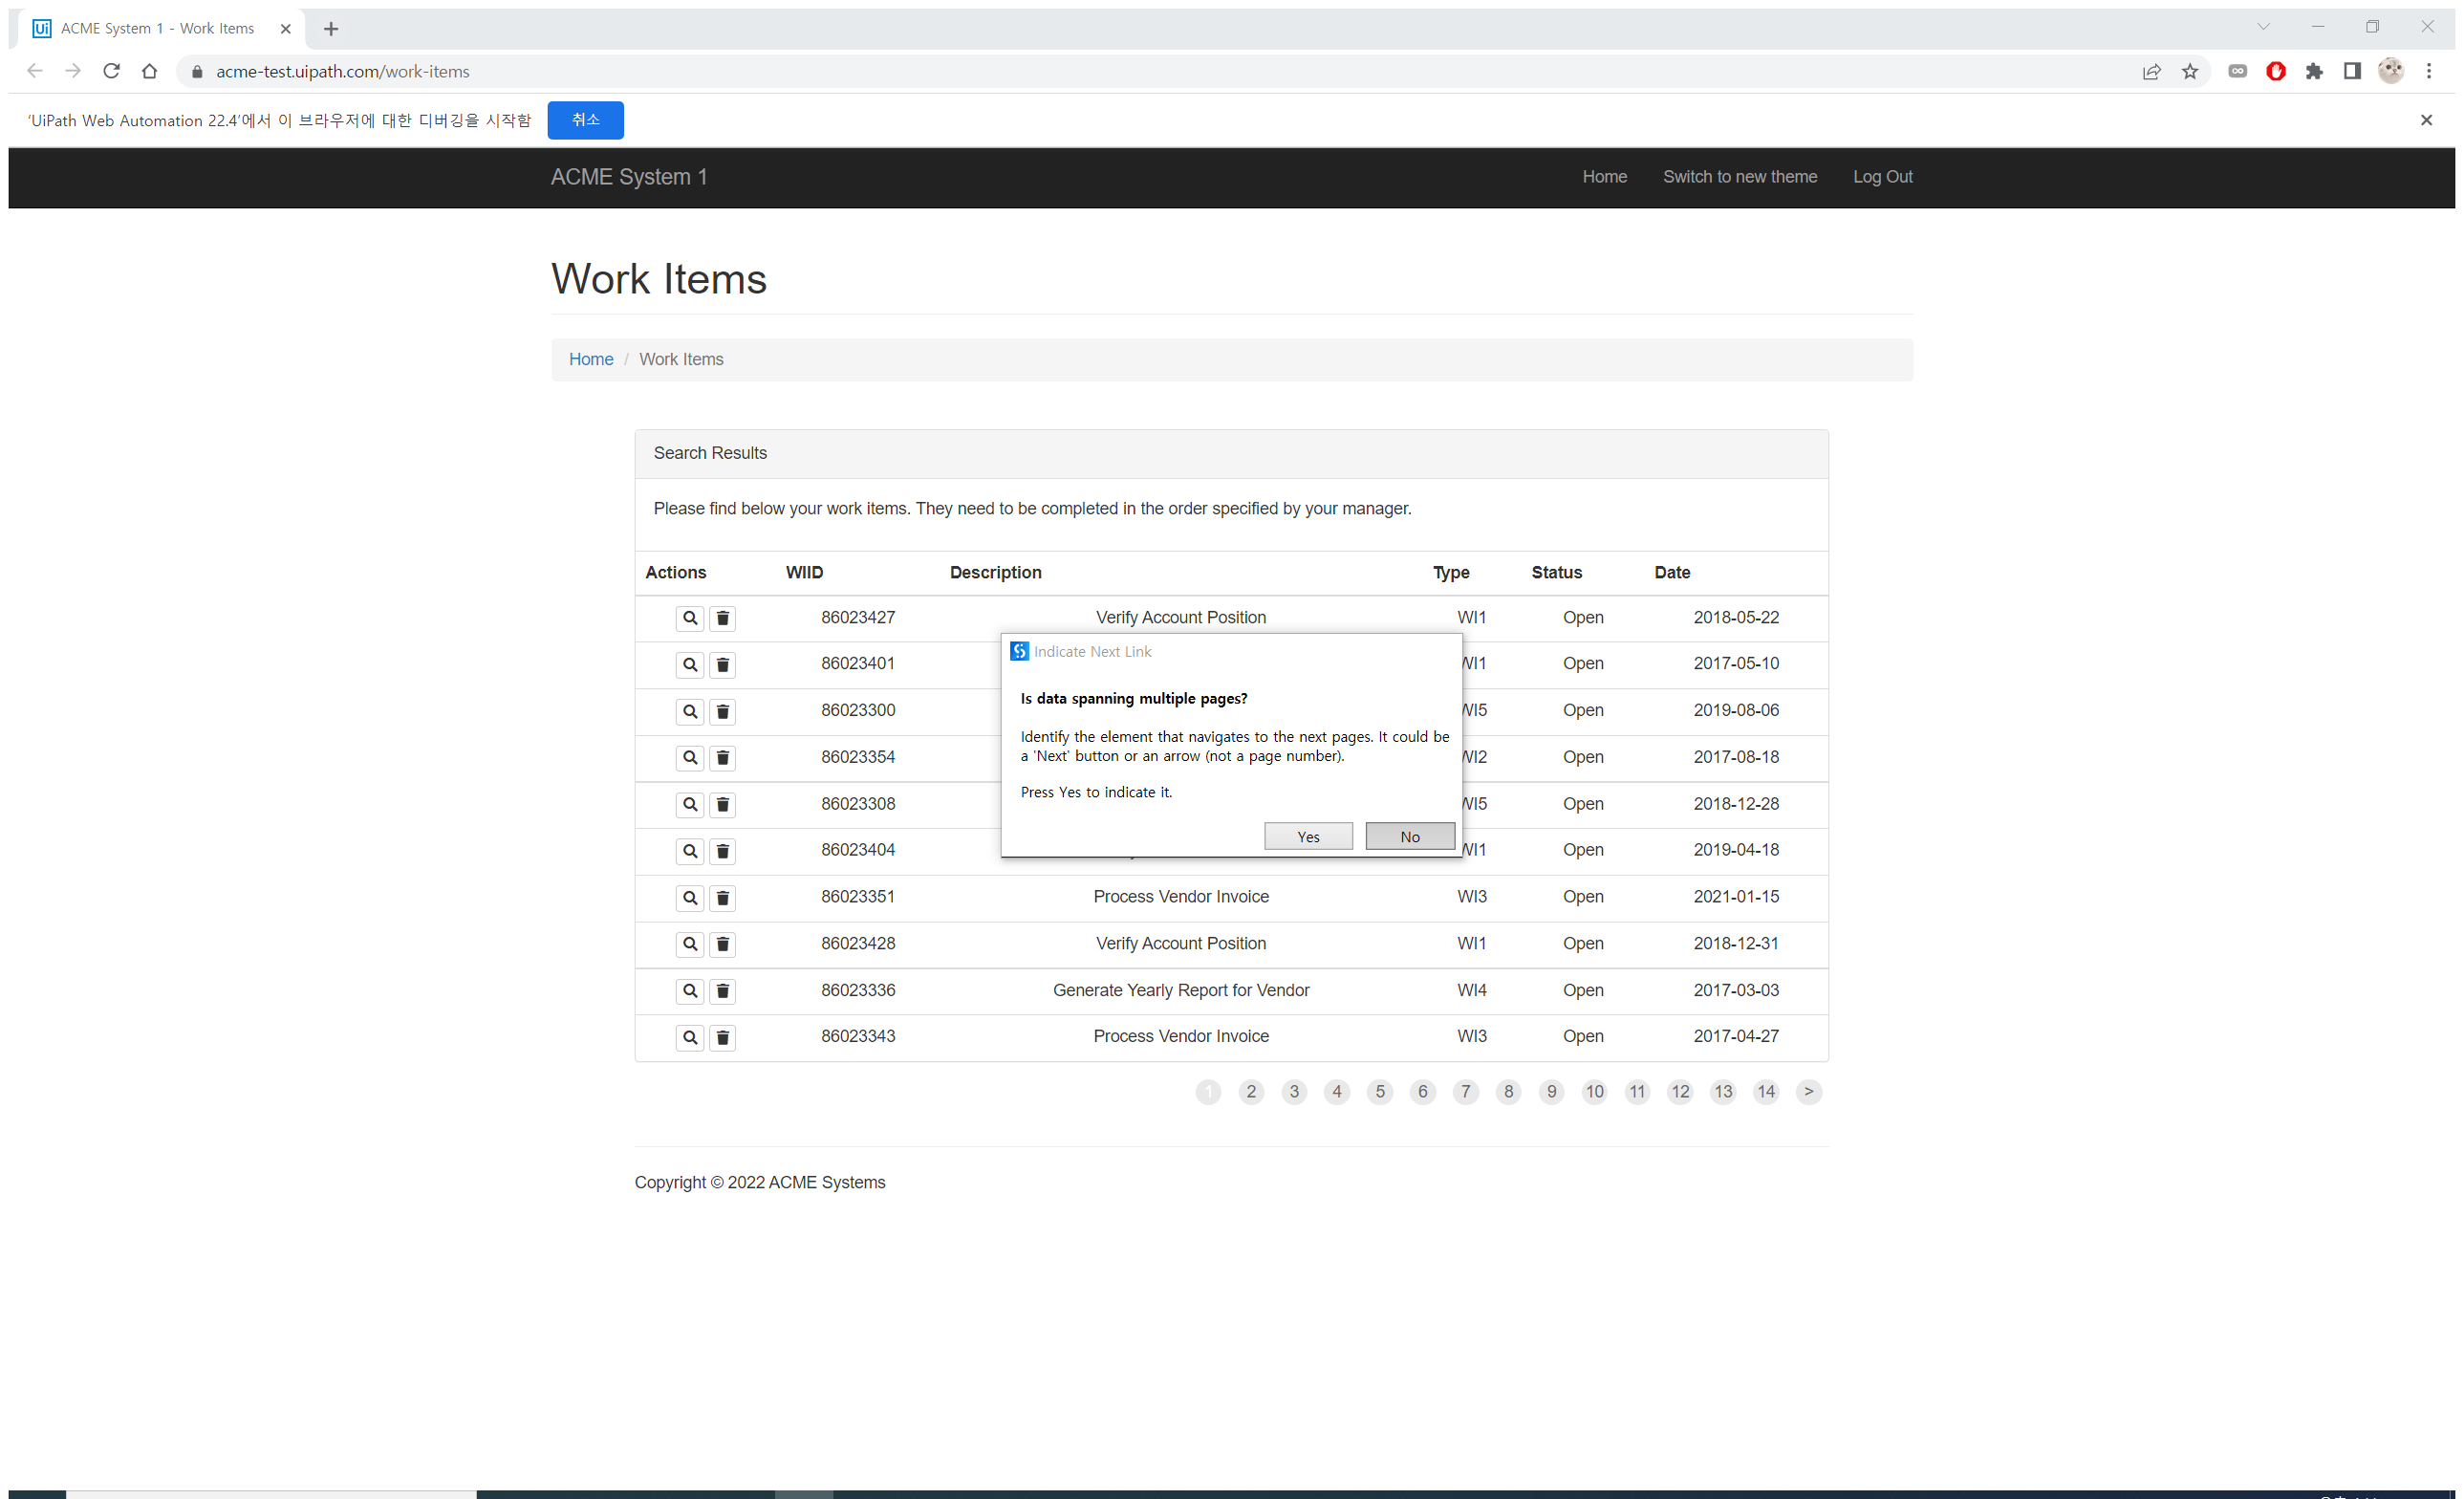 ACME System 1 - Work Items
acme-test.uipath.com/work-items
'UiPath Web Automation 22.4'에서 이 브라우저에 대한 디버깅을 시작함 취소
ACME System 1 Home Switch to new theme Log Out
Work Items
Home / Work Items
Search Results
Please find below your work items. They need to be completed in the order specified by your manager.
Actions WIID Description Type Status Date
86023427 Verify Account Position WI1 Open 2018-05-22
86023401 WI1 Open 2017-05-10
86023300 WI5 Open 2019-08-06
86023354 WI2 Open 2017-08-18
86023308 WI5 Open 2018-12-28
86023404 WI1 Open 2019-04-18
Indicate Next Link
Is data spanning multiple pages?
Identify the element that navigates to the next pages. It could be
a 'Next' button or an arrow (not a page number).
Press Yes to indicate it.
Yes No
86023351 Process Vendor Invoice WI3 Open 2021-01-15
86023428 Verify Account Position WI1 Open 2018-12-31
86023336 Generate Yearly Report for Vendor WI4 Open 2017-03-03
86023343 Process Vendor Invoice WI3 Open 2017-04-27
1 2 3 4 5 6 7 8 9 10 11 12 13 14 >
Copyright © 2022 ACME Systems